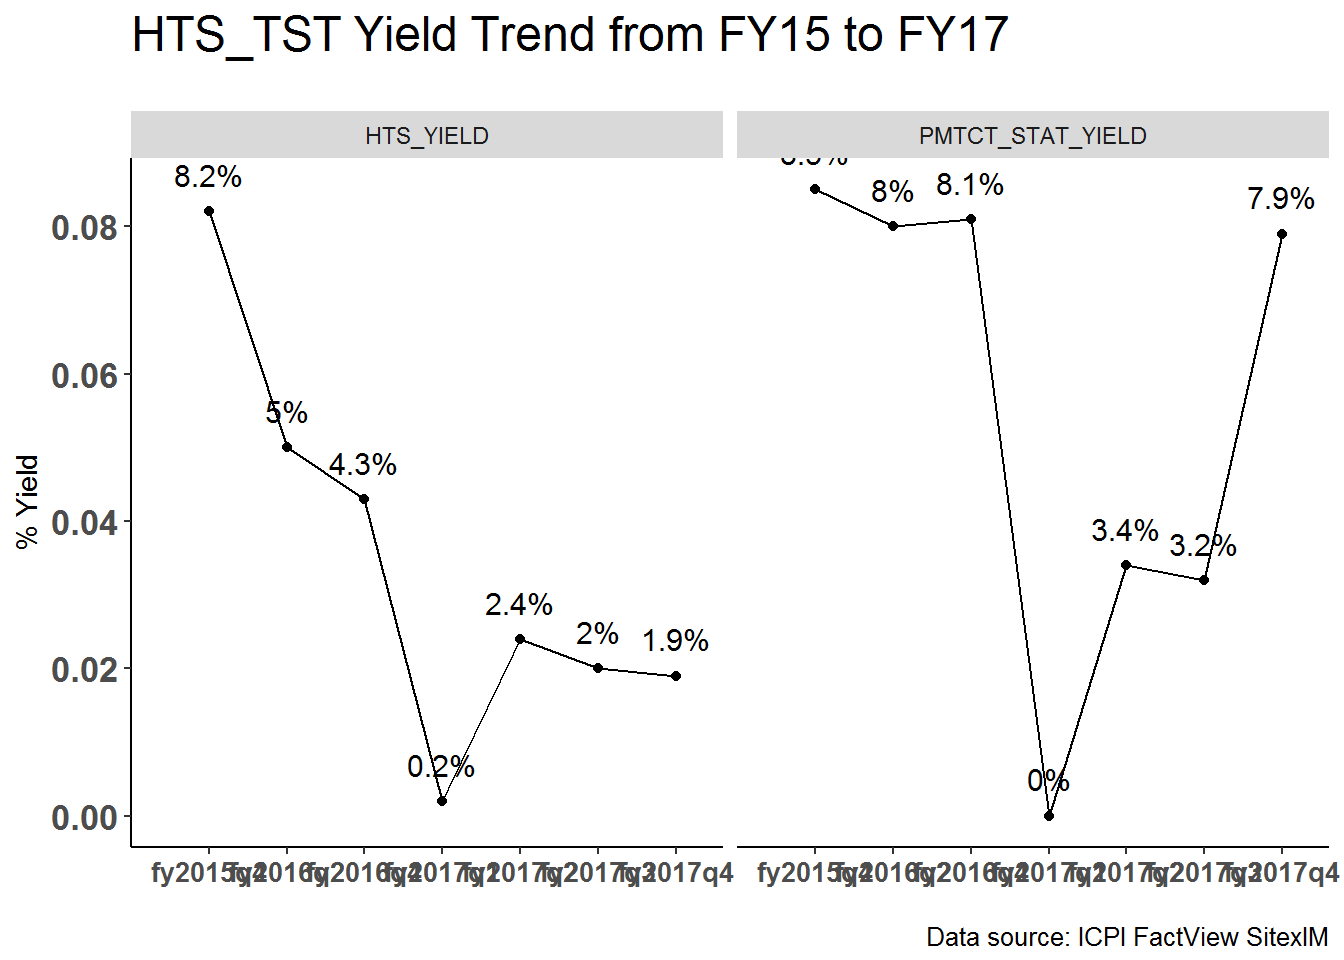 HTS_TST Yield Trend from FY15 to FY17
HTS_YIELD
PMTCT_STAT_YIELD
% Yield
0.08
0.06
0.04
0.02
0.00
8.2%
5%
4.3%
0.2%
2.4%
2%
1.9%
8%
8.1%
0%
3.4%
3.2%
7.9%
fy2015q4
fy2017q4
fy2015q4
fy2017q4
Data source: ICPI FactView SitexIM